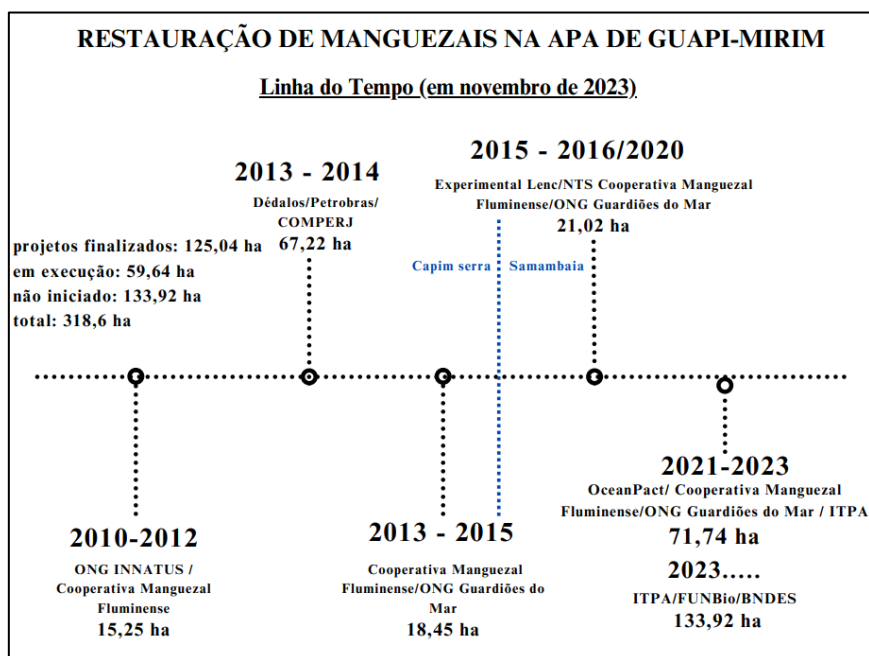 RESTAURAÇÃO DE MANGUEZAIS NA APA DE GUAPI-MIRIM
Linha do Tempo (em novembro de 2023)
2013 - 2014
Dédalos/Petrobras/
COMPERJ
67,22 ha
2015 - 2016/2020
Experimental Lenc/NTS Cooperativa Manguezal
Fluminense/ONG Guardiões do Mar
21,02 ha
projetos finalizados: 125,04 ha
em execução: 59,64 ha
não iniciado: 133,92 ha
total: 318,6 ha
Capim serra
Samambaia
2010-2012
ONG INNATUS /
Cooperativa Manguezal
Fluminense
15,25 ha
2013 - 2015
Cooperativa Manguezal
Fluminense/ONG Guardiões do
Mar
18,45 ha
2021-2023
OceanPact/ Cooperativa Manguezal
Fluminense/ONG Guardiões do Mar / ITPA
71,74 ha
2023.....
ITPA/FUNBio/BNDES
133,92 ha